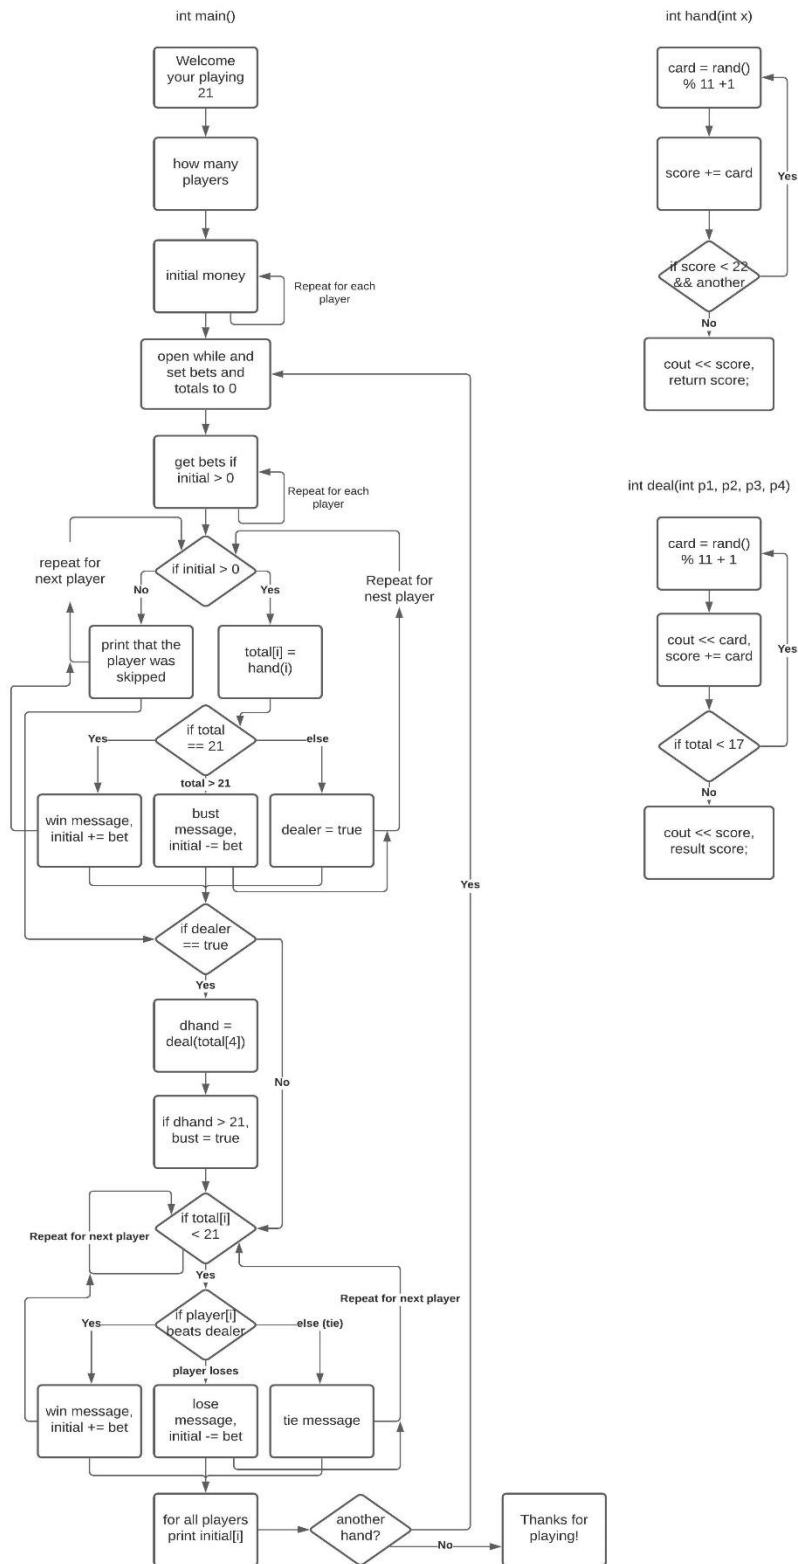 int main()
Welcome
your playing
21
how many
players
initial money
Repeat for each
player
open while and
set bets and
totals to 0
get bets if
initial > 0
Repeat for each
player
if initial > 0
repeat for
next player
Repeat for
nest player
No
Yes
print that the
player was
skipped
total[i] =
hand(i)
if total
== 21
Yes
else
total > 21
win message,
initial += bet
bust
message,
initial -= bet
dealer = true
if dealer
== true
Yes
No
dhand =
deal(total[4])
if dhand > 21,
bust = true
if total[i]
< 21
Repeat for next player
Yes
if player[i]
beats dealer
Repeat for next player
Yes
else (tie)
player loses
win message,
initial += bet
lose
message,
initial -= bet
tie message
for all players
print initial[i]
another
hand?
Yes
No
Thanks for
playing!
int hand(int x)
card = rand()
% 11 +1
score += card
Yes
if score < 22
&& another
No
cout << score,
return score;
int deal(int p1, p2, p3, p4)
card = rand()
% 11 + 1
cout << card,
score += card
Yes
if total < 17
No
cout << score,
result score;